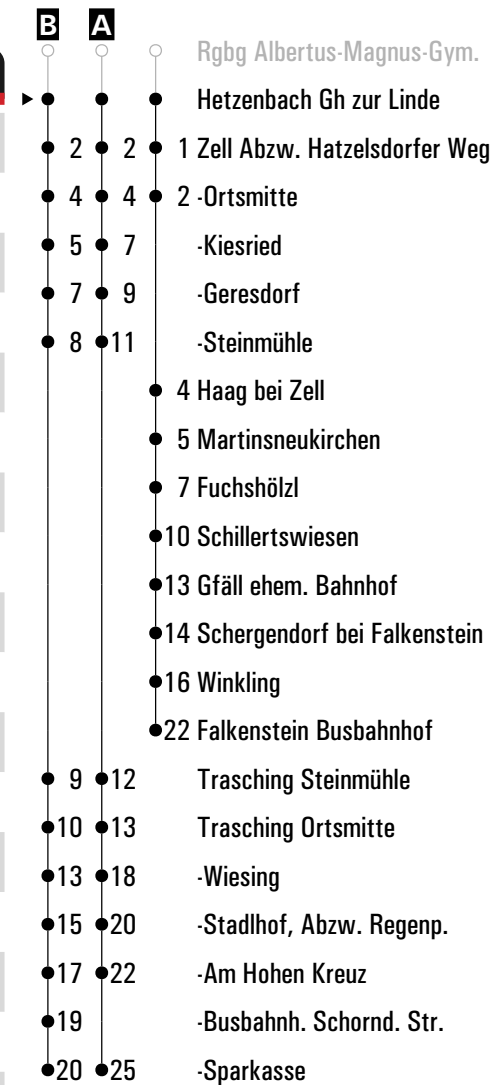 B A
Rgbg Albertus-Magnus-Gym.
Hetzenbach Gh zur Linde
2 2 1 Zell Abzw. Hatzelsdorfer Weg
4 4 2 -Ortsmitte
5 7 -Kiesried
7 9 -Geresdorf
8 11 -Steinmühle
4 Haag bei Zell
5 Martinsneukirchen
7 Fuchshölzl
10 Schillertswiesen
13 Gfäll ehem. Bahnhof
14 Schergendorf bei Falkenstein
16 Winkling
22 Falkenstein Busbahnhof
9 12 Trasching Steinmühle
10 13 Trasching Ortsmitte
13 18 -Wiesing
15 20 -Stadlhof, Abzw. Regenp.
17 22 -Am Hohen Kreuz
19 -Busbahnh. Schornd. Str.
20 25 -Sparkasse